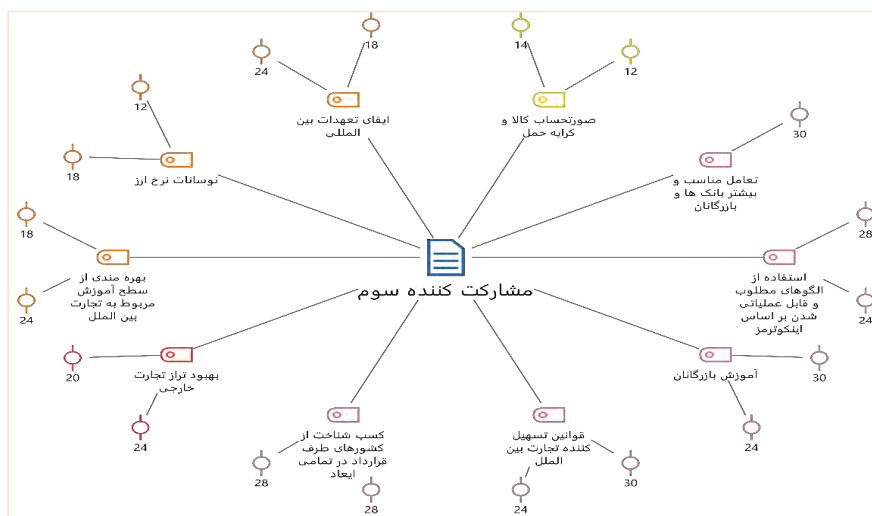 18
24
ایفای تعهدات بین
المللی
14
12
صورتحساب کالا و
کرایه حمل
30
تعامل مناسب و
بیشتر بانک ها و
بازرگانان
28
24
استفاده از
الگوهای مطلوب
و قابل عملیاتی
شدن بر اساس
اینکوترمز
30
24
آموزش بازرگانان
قوانین تسهیل
کننده تجارت بین
الملل
30
24
کسب شناخت از
کشورهای طرف
قرارداد در تمامی
ایعاد
28
28
بهبود تراز تجارت
خارجی
20
24
بهره مندی از
سطح آموزش
مربوط به تجارت
بین الملل
18
24
نوسانات نرخ ارز
12
18
مشارکت کننده سوم